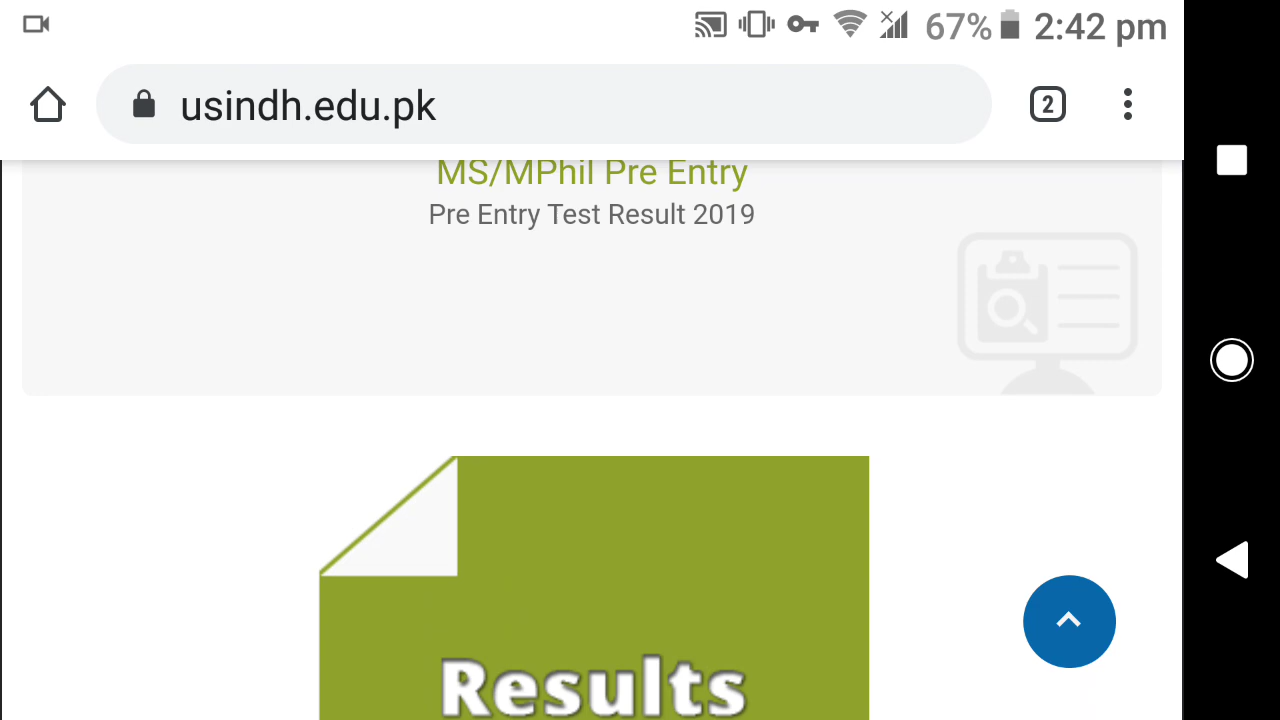 67% 2:42 pm
usindh.edu.pk
2
MS/MPhil Pre Entry
Pre Entry Test Result 2019
Results